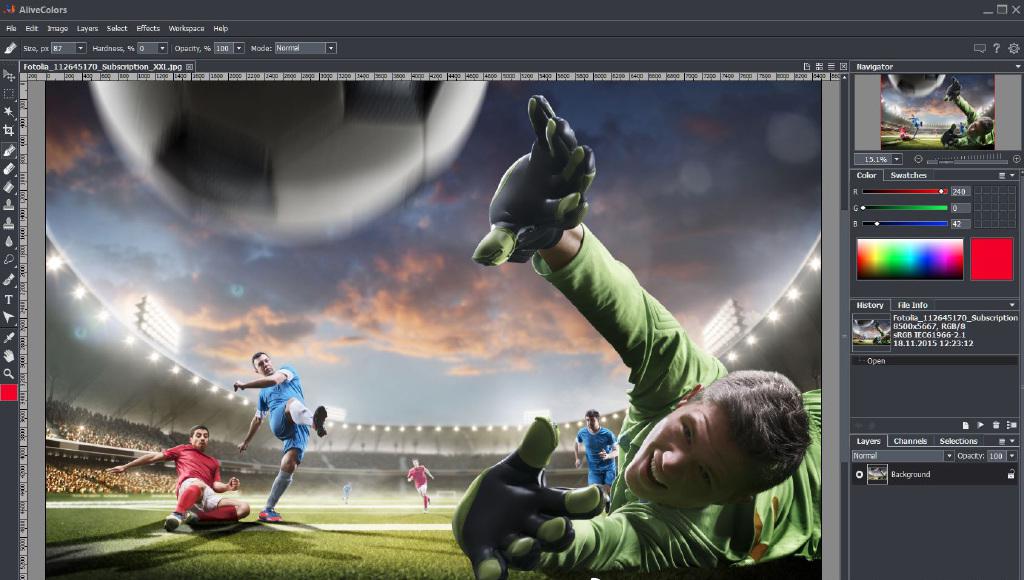 AliveColors
File Edit Image Layers Select Effects Workspace Help
Size, px 87 Hardness, % 0 Opacity, % 100 Mode: Normal
Fotolia_112645170_Subscription_XXL.jpg
Navigator
15.1%
Color Swatches
R 240
G 0
B 42
History File Info
Fotolia_112645170_Subscription
8500x5667, RGB/8
sRGB IEC61966-2.1
18.11.2015 12:23:12
Open
Layers Channels Selections
Normal Opacity: 100
Background